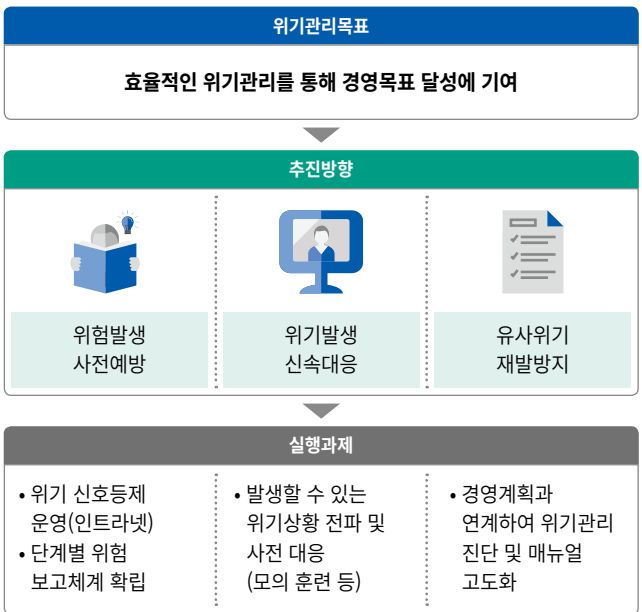 위기관리목표
효율적인 위기관리를 통해 경영목표 달성에 기여
추진방향
위험발생
사전예방
위기발생
신속대응
유사위기
재발방지
실행과제
• 위기 신호등제
운영(인트라넷)
• 단계별 위험
보고체계 확립
• 발생할 수 있는
위기상황 전파 및
사전 대응
(모의 훈련 등)
• 경영계획과
연계하여 위기관리
진단 및 매뉴얼
고도화